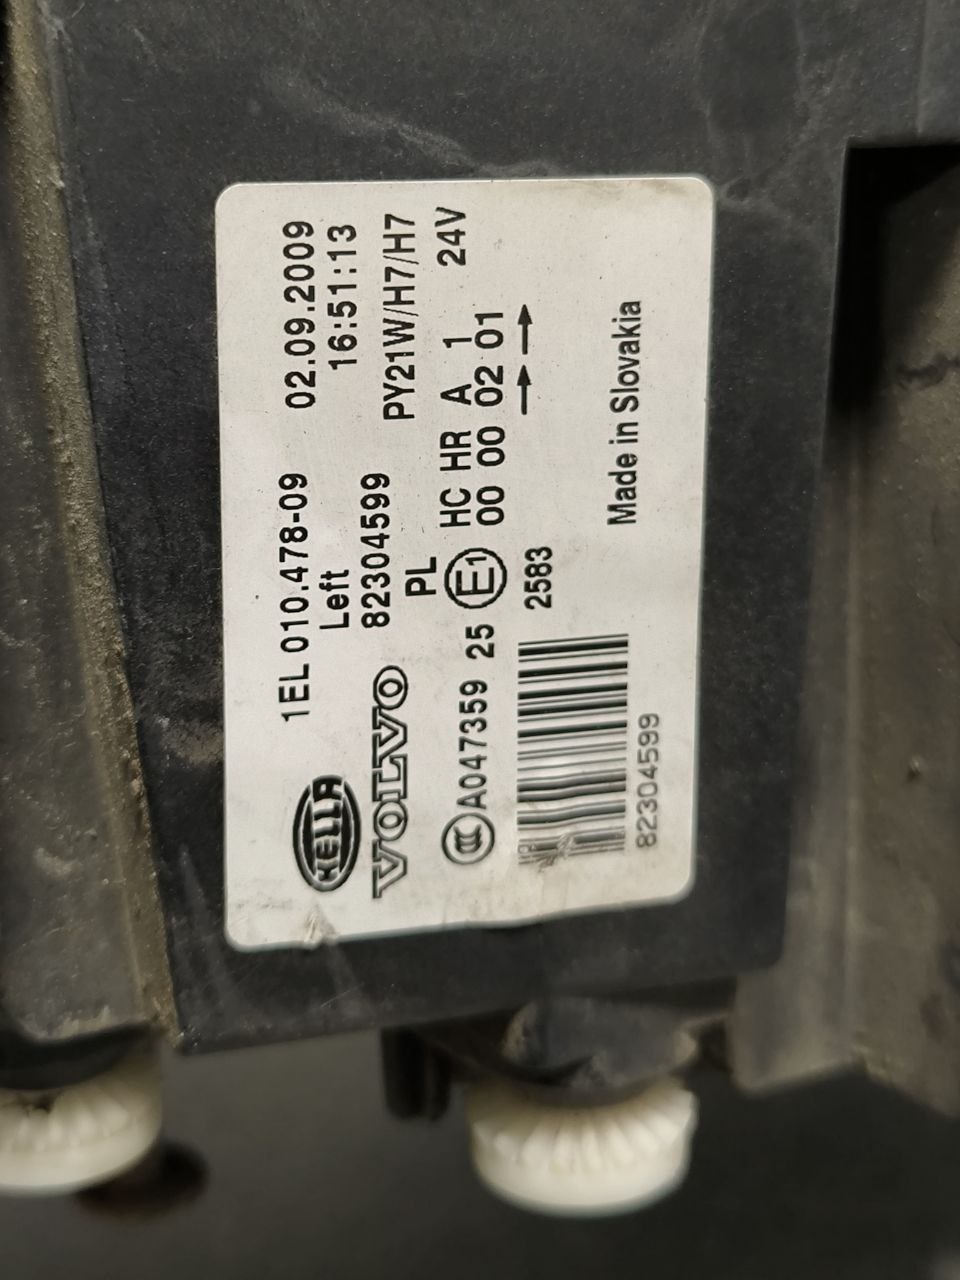 HELLA 1EL 010.478-09 02.09.2009
Left 16:51:13
VOLVO 82304599 PY21W/H7/H7
PL 24V
CCC A047359 25 E1 HC HR A 1
00 00 02 01
2583 → →
82304599 Made in Slovakia